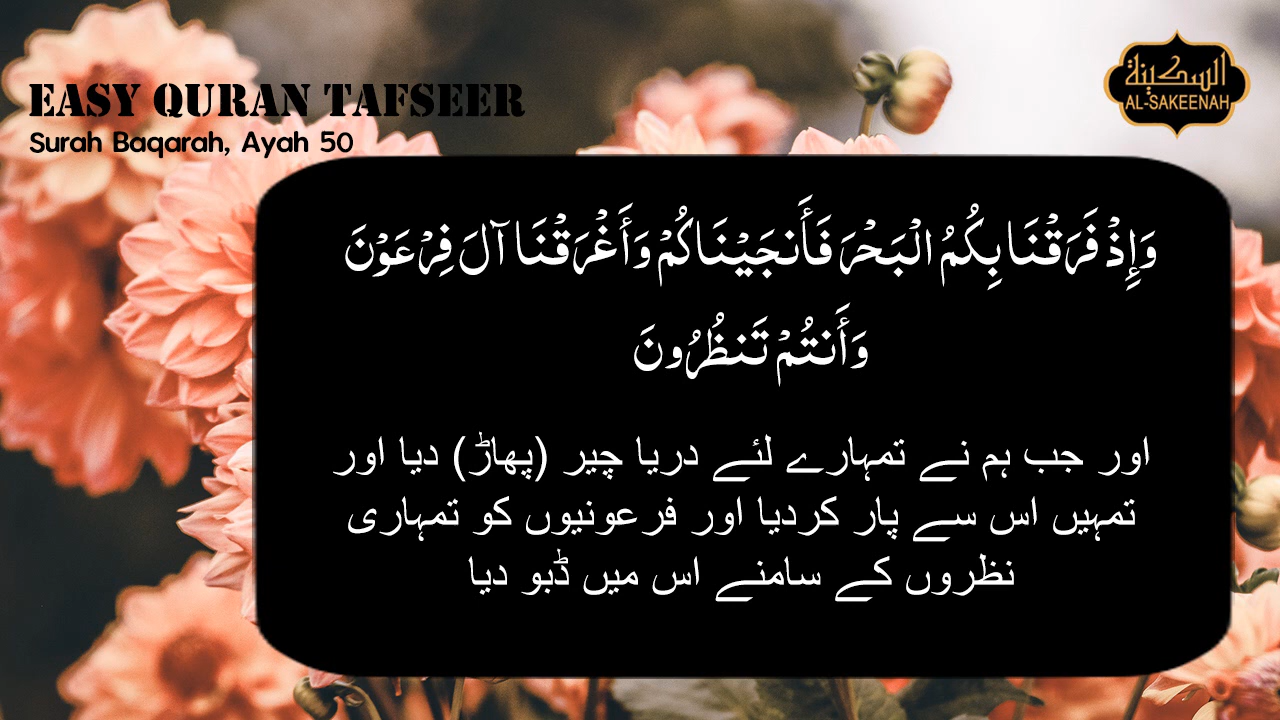 EASY QURAN TAFSEER
Surah Baqarah, Ayah 50
السكينة
AL-SAKEENAH
وَإِذْ فَرَقْنَا بِكُمُ الْبَحْرَ فَأَنجَيْنَاكُمْ وَأَغْرَقْنَا آلَ فِرْعَوْنَ
وَأَنتُمْ تَنظُرُونَ
اور جب ہم نے تمہارے لئے دریا چیر (پھاڑ) دیا اور
تمہیں اس سے پار کردیا اور فرعونیوں کو تمہاری
نظروں کے سامنے اس میں ڈبو دیا